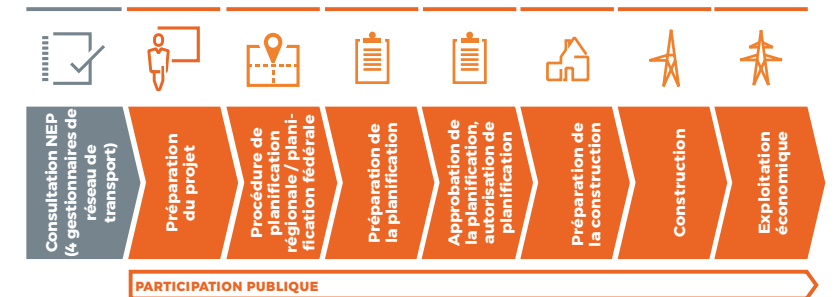 Consultation NEP
(4 gestionnaires de
réseau de
transport)
Préparation
du projet
Procédure de
planification
régionale / plani-
fication fédérale
Préparation de
la planification
Approbation de
la planification,
autorisation de
planification
Préparation de
la construction
Construction
Exploitation
économique
PARTICIPATION PUBLIQUE